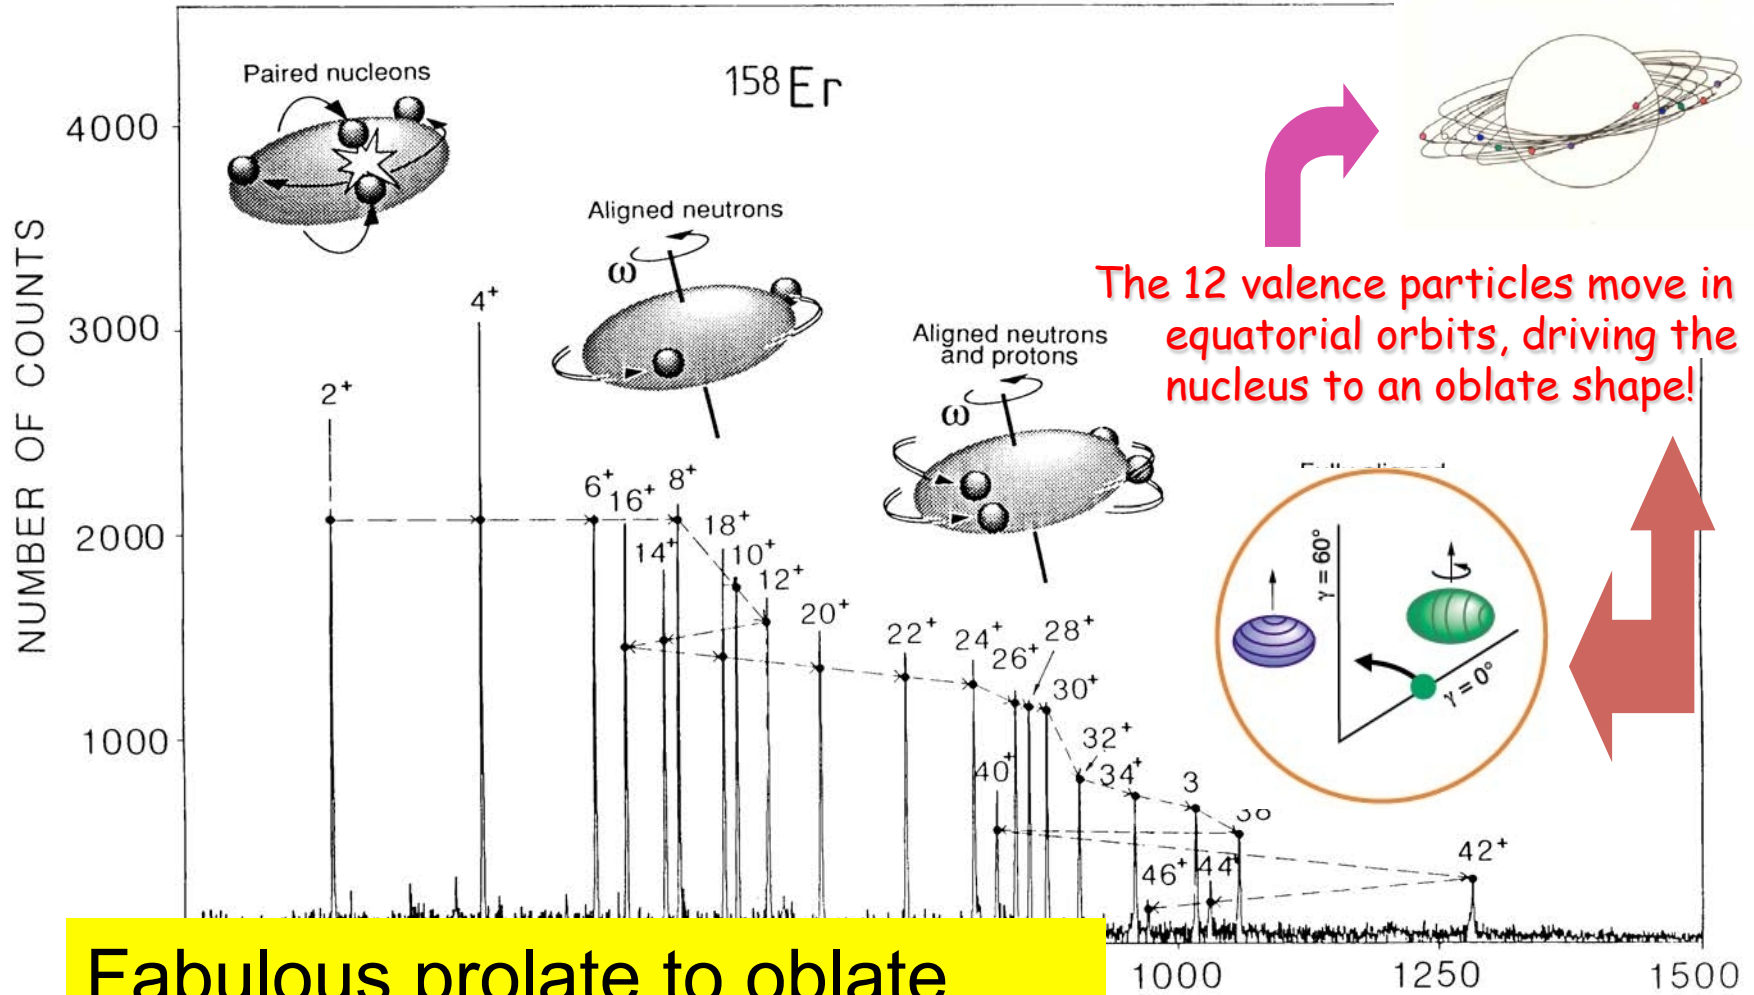 Paired nucleons
158Er
Aligned neutrons
ω
Aligned neutrons
and protons
ω
The 12 valence particles move in
equatorial orbits, driving the
nucleus to an oblate shape!
NUMBER OF COUNTS
4000
3000
2000
1000
2+
4+
6+
16+
8+
14+
18+
10+
12+
20+
22+
24+
26+
28+
30+
32+
40+
34+
3
38
42+
46+
44+
γ = 60°
γ = 0°
Fabulous prolate to oblate
1000
1250
1500